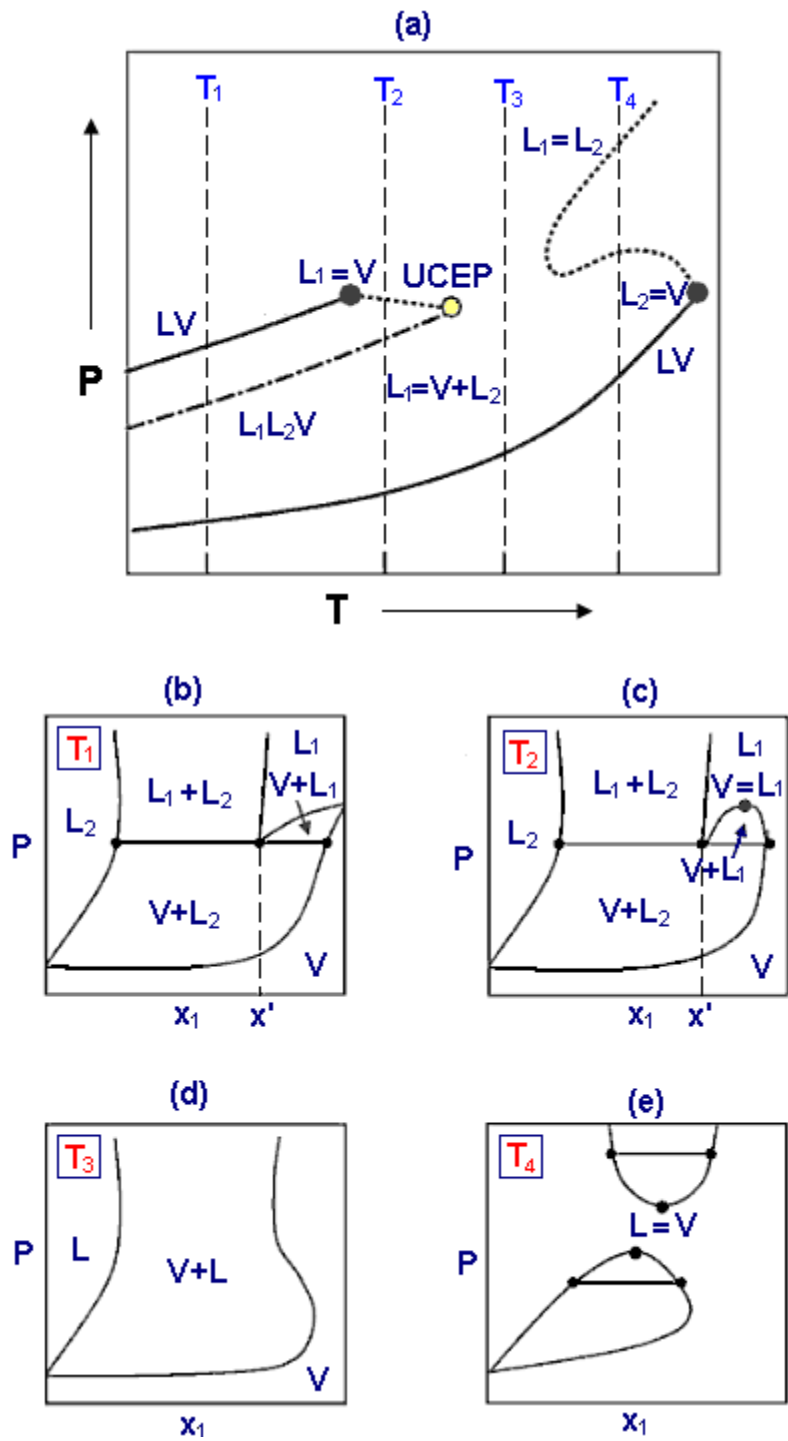 (a)
T₁ T₂ T₃ T₄
L₁=L₂
L₁=V UCEP
L₂=V
LV
LV
P
L₁=V+L₂
L₁L₂V
T
(b)
T₁
L₁
L₁+L₂
V+L₁
L₂
P
V+L₂
V
x₁ x'
(c)
T₂
L₁
L₁+L₂
V=L₁
L₂
P
V+L₁
V+L₂
V
x₁ x'
(d)
T₃
P L
V+L
V
x₁
(e)
T₄
L=V
P
x₁